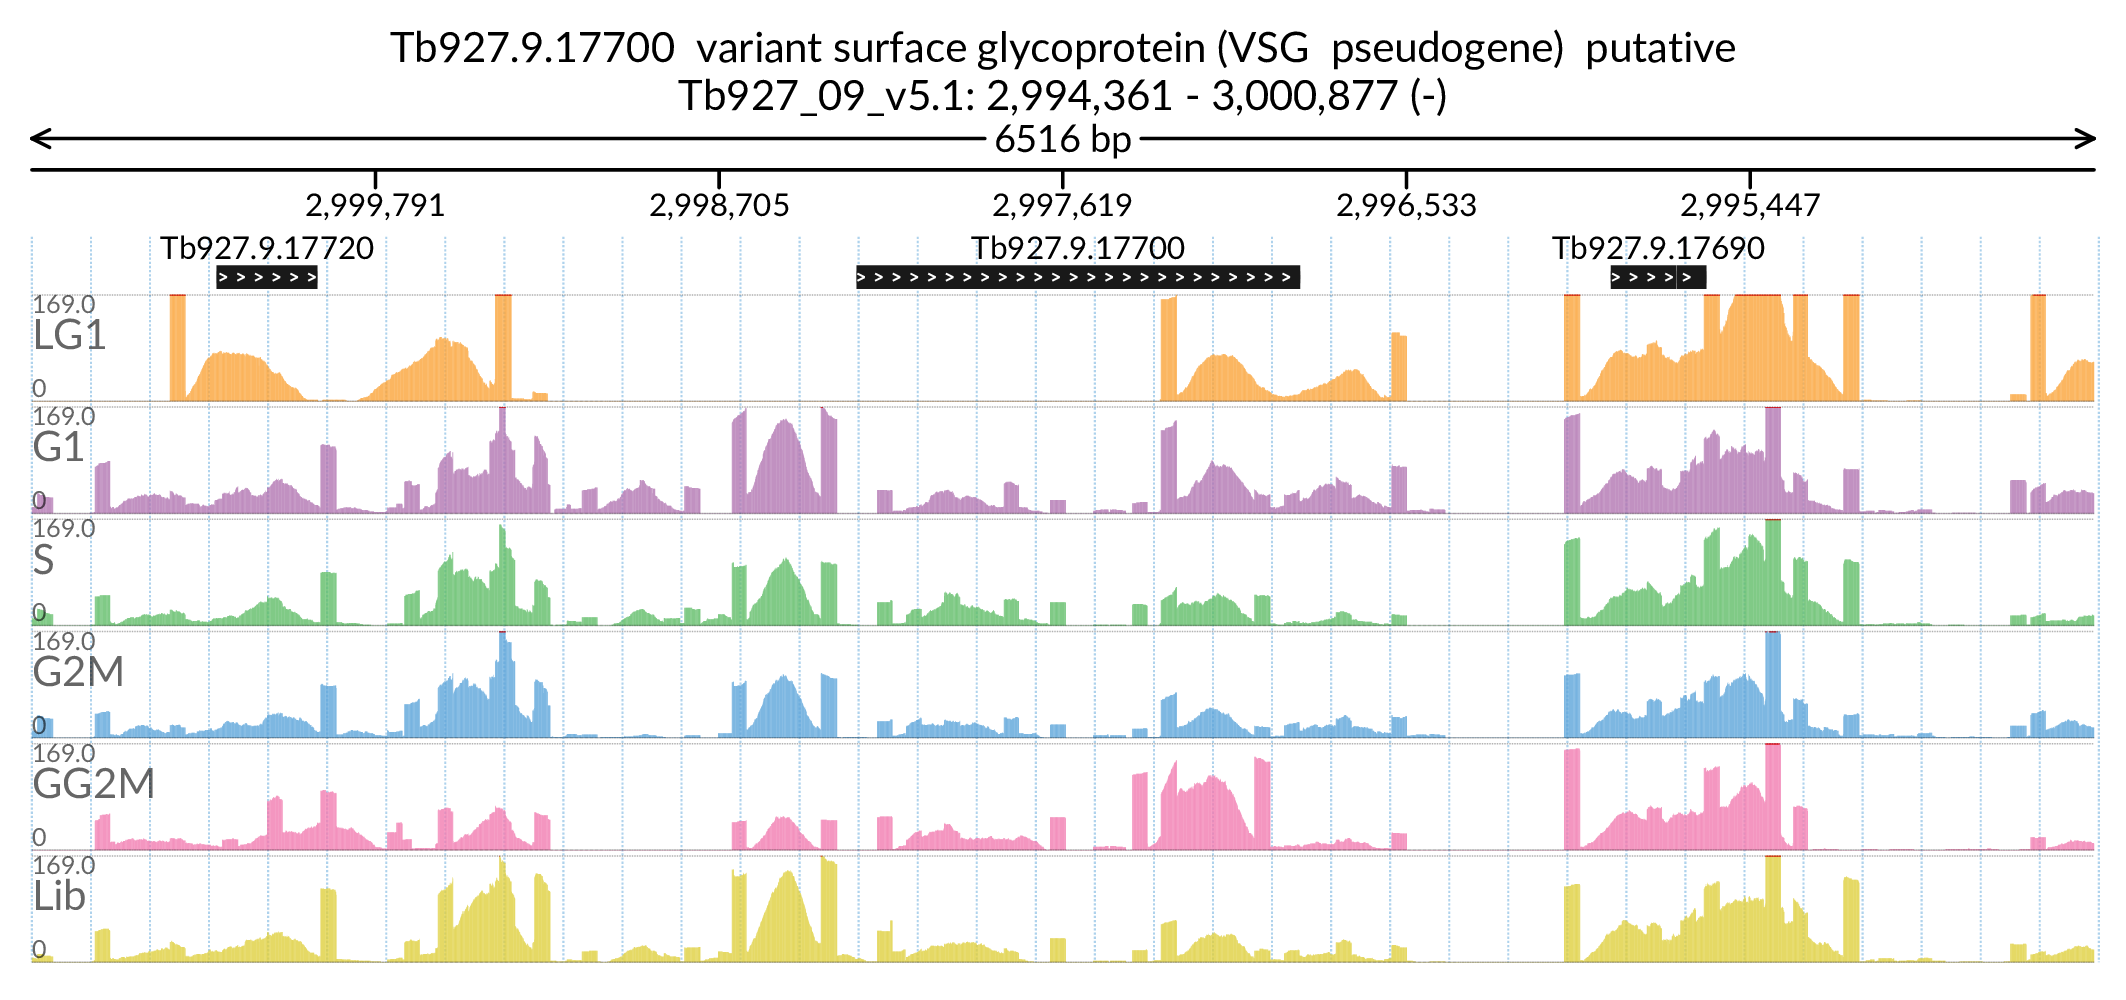 Tb927.9.17700  variant surface glycoprotein (VSG  pseudogene)  putative
Tb927_09_v5.1: 2,994,361 - 3,000,877 (-)
6516 bp
2,999,791 2,998,705 2,997,619 2,996,533 2,995,447
Tb927.9.17720 Tb927.9.17700 Tb927.9.17690
169.0
LG1
0
169.0
G1
0
169.0
S
0
169.0
G2M
0
169.0
GG2M
0
169.0
Lib
0